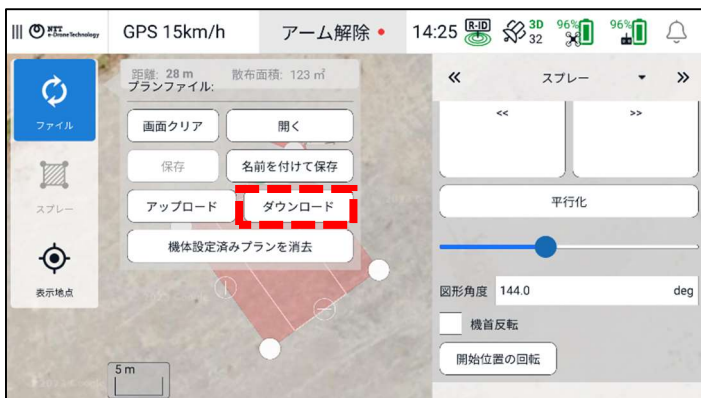 NTT e-Drone Technology
GPS 15km/h
アーム解除
14:25
R-ID
3D
32
96%
96%
ファイル
スプレー
表示地点
距離: 28 m 散布面積: 123 ㎡
プランファイル:
画面クリア 開く
保存 名前を付けて保存
アップロード ダウンロード
機体設定済みプランを消去
5 m
« スプレー »
<< >>
平行化
図形角度 144.0 deg
機首反転
開始位置の回転